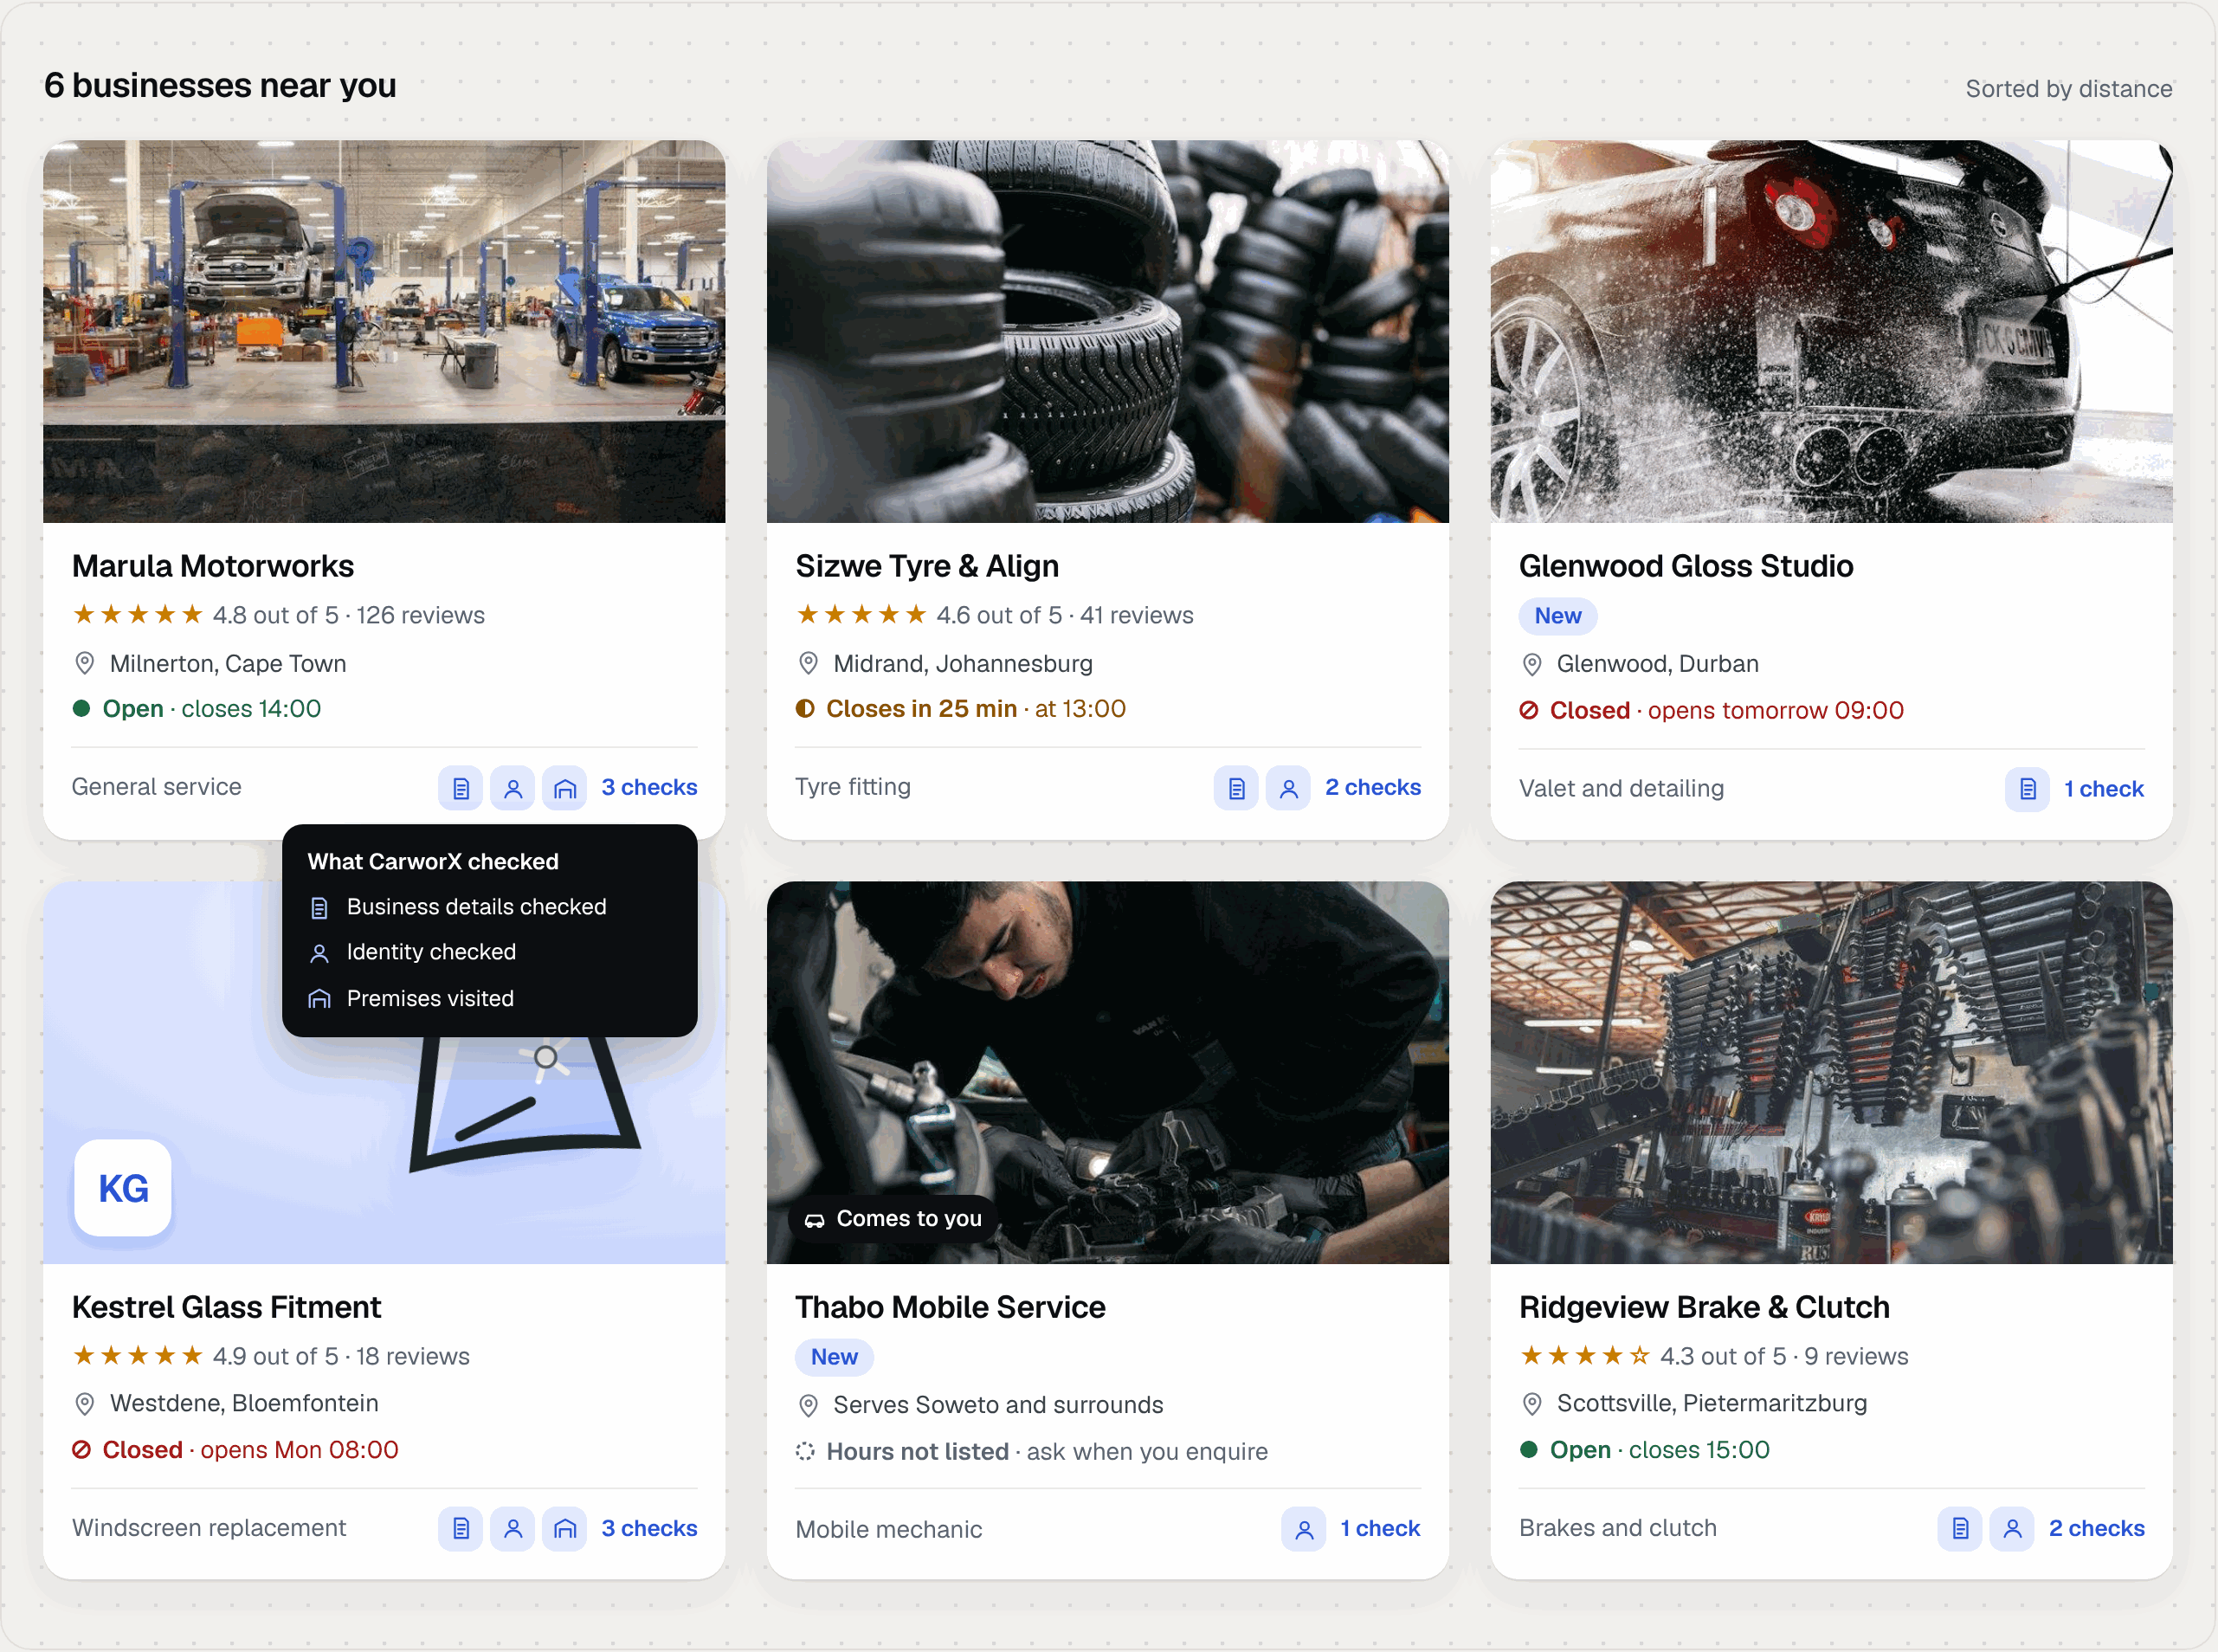 6 businesses near you
Sorted by distance
Marula Motorworks
4.8 out of 5 · 126 reviews
Milnerton, Cape Town
Open · closes 14:00
General service
3 checks
Sizwe Tyre & Align
4.6 out of 5 · 41 reviews
Midrand, Johannesburg
Closes in 25 min · at 13:00
Tyre fitting
2 checks
Glenwood Gloss Studio
New
Glenwood, Durban
Closed · opens tomorrow 09:00
Valet and detailing
1 check
What CarworX checked
Business details checked
Identity checked
Premises visited
KG
Kestrel Glass Fitment
4.9 out of 5 · 18 reviews
Westdene, Bloemfontein
Closed · opens Mon 08:00
Windscreen replacement
3 checks
Comes to you
Thabo Mobile Service
New
Serves Soweto and surrounds
Hours not listed · ask when you enquire
Mobile mechanic
1 check
Ridgeview Brake & Clutch
4.3 out of 5 · 9 reviews
Scottsville, Pietermaritzburg
Open · closes 15:00
Brakes and clutch
2 checks